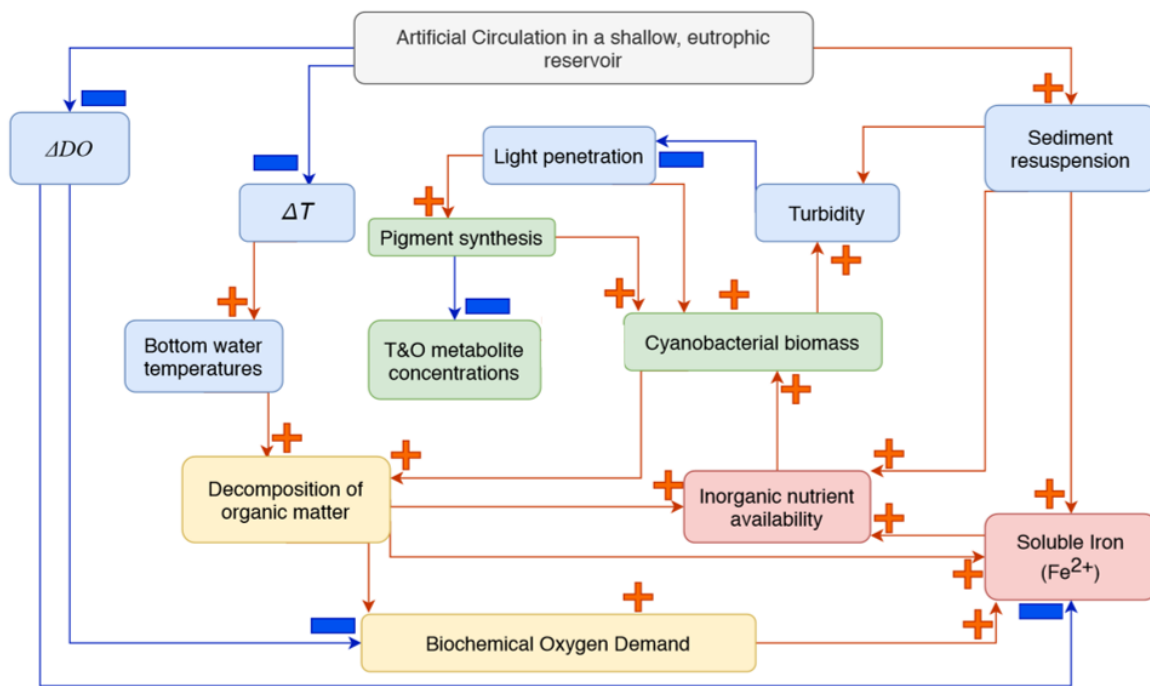 Artificial Circulation in a shallow, eutrophic
reservoir
ΔDO
Sediment
resuspension
Light penetration
ΔT
Turbidity
Pigment synthesis
Bottom water
temperatures
T&O metabolite
concentrations
Cyanobacterial biomass
Decomposition of
organic matter
Inorganic nutrient
availability
Soluble Iron
(Fe2+)
Biochemical Oxygen Demand